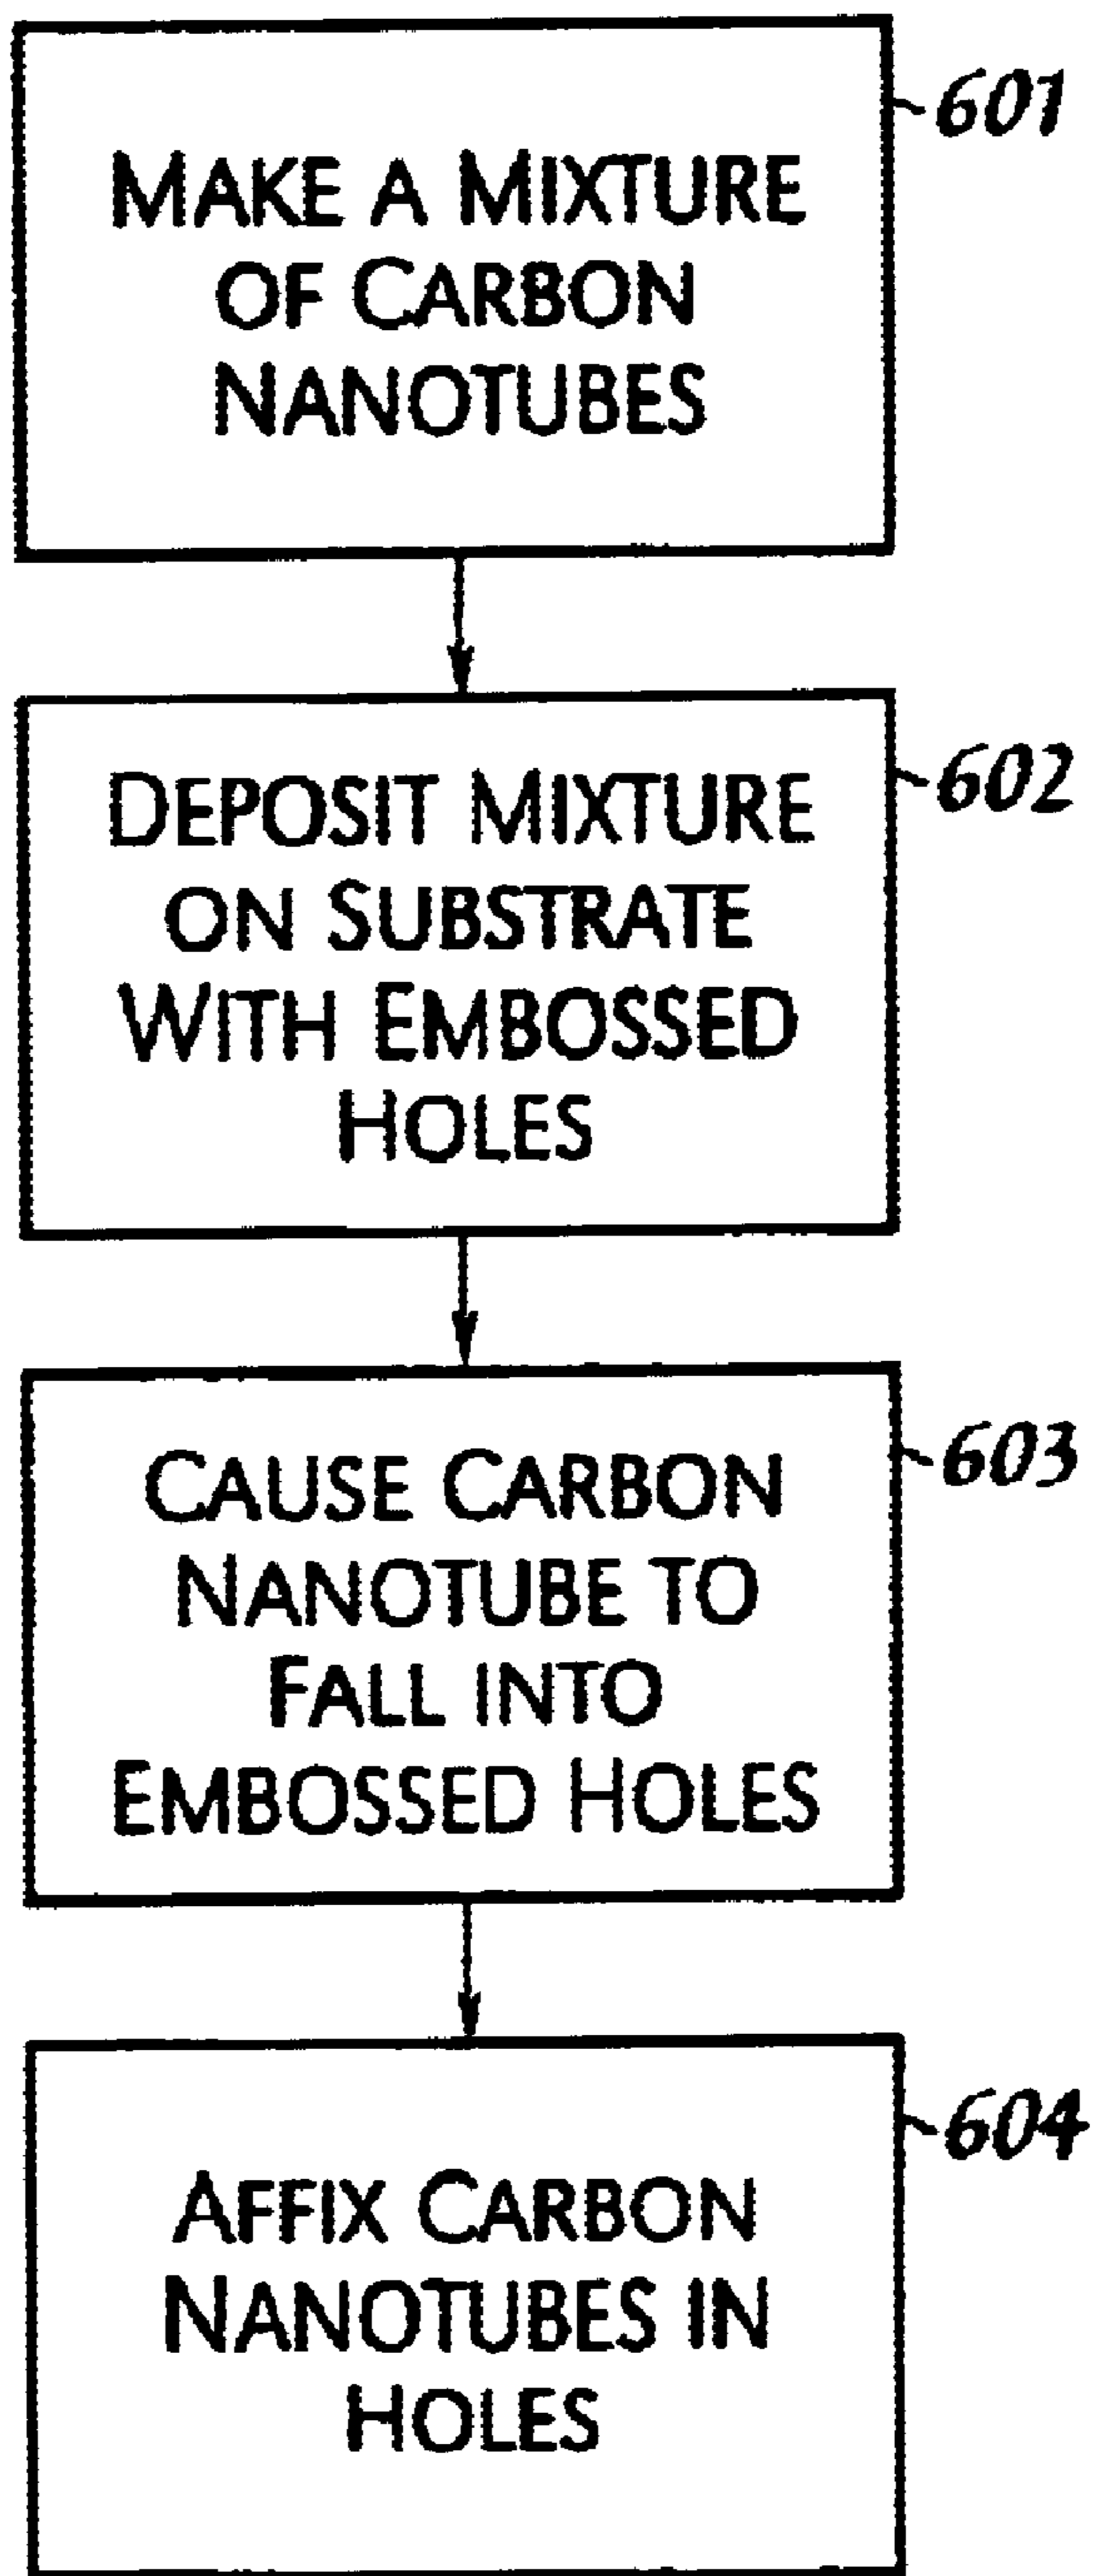 601
MAKE A MIXTURE
OF CARBON
NANOTUBES
602
DEPOSIT MIXTURE
ON SUBSTRATE
WITH EMBOSSED
HOLES
603
CAUSE CARBON
NANOTUBE TO
FALL INTO
EMBOSSED HOLES
604
AFFIX CARBON
NANOTUBES IN
HOLES